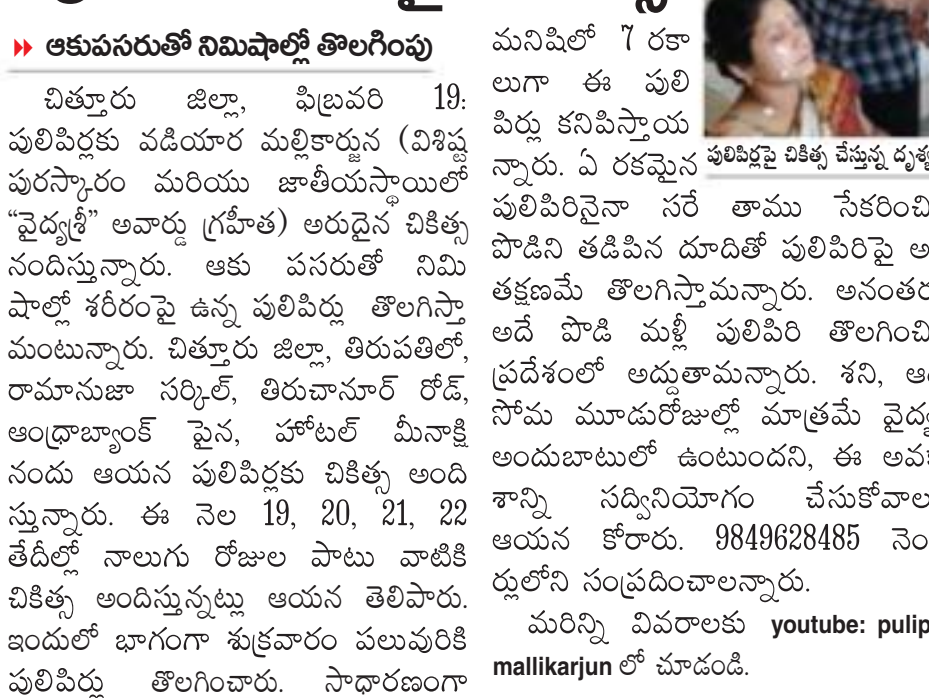 ఆకుపసరుతో నిమిషాల్లో తొలగింపు
చిత్తూరు జిల్లా, ఫిబ్రవరి 19:
పులిపిర్లకు వడియార మల్లికార్జున (విశిష్ట
పురస్కారం మరియు జాతీయస్థాయిలో
“వైద్యశ్రీ” అవార్డు గ్రహీత) అరుదైన చికిత్స
నందిస్తున్నారు. ఆకు పసరుతో నిమి
షాల్లో శరీరంపై ఉన్న పులిపిర్లు తొలగిస్తా
మంటున్నారు. చిత్తూరు జిల్లా, తిరుపతిలో,
రామానుజా సర్కిల్, తిరుచానూర్ రోడ్,
ఆంధ్రాబ్యాంక్ పైన, హోటల్ మీనాక్షి
నందు ఆయన పులిపిర్లకు చికిత్స అంది
స్తున్నారు. ఈ నెల 19, 20, 21, 22
తేదీల్లో నాలుగు రోజుల పాటు వాటికి
చికిత్స అందిస్తున్నట్లు ఆయన తెలిపారు.
ఇందులో భాగంగా శుక్రవారం పలువురికి
పులిపిర్లు తొలగించారు. సాధారణంగా
మనిషిలో 7 రకా
లుగా ఈ పులి
పిర్లు కనిపిస్తాయ
న్నారు. ఏ రకమైన
పులిపిర్లపై చికిత్స చేస్తున్న దృశ్య
పులిపిరినైనా సరే తాము సేకరించి
పొడిని తడిపిన దూదితో పులిపిరిపై అ
తక్షణమే తొలగిస్తామన్నారు. అనంతర
అదే పొడి మళ్లీ పులిపిరి తొలగించి
ప్రదేశంలో అద్దుతామన్నారు. శని, ఆ
సోమ మూడురోజుల్లో మాత్రమే వైద్య
అందుబాటులో ఉంటుందని, ఈ అవ
శాన్ని సద్వినియోగం చేసుకోవాల
ఆయన కోరారు. 9849628485 నెం
ర్లులోని సంప్రదించాలన్నారు.
మరిన్ని వివరాలకు youtube: pulip
mallikarjun లో చూడండి.